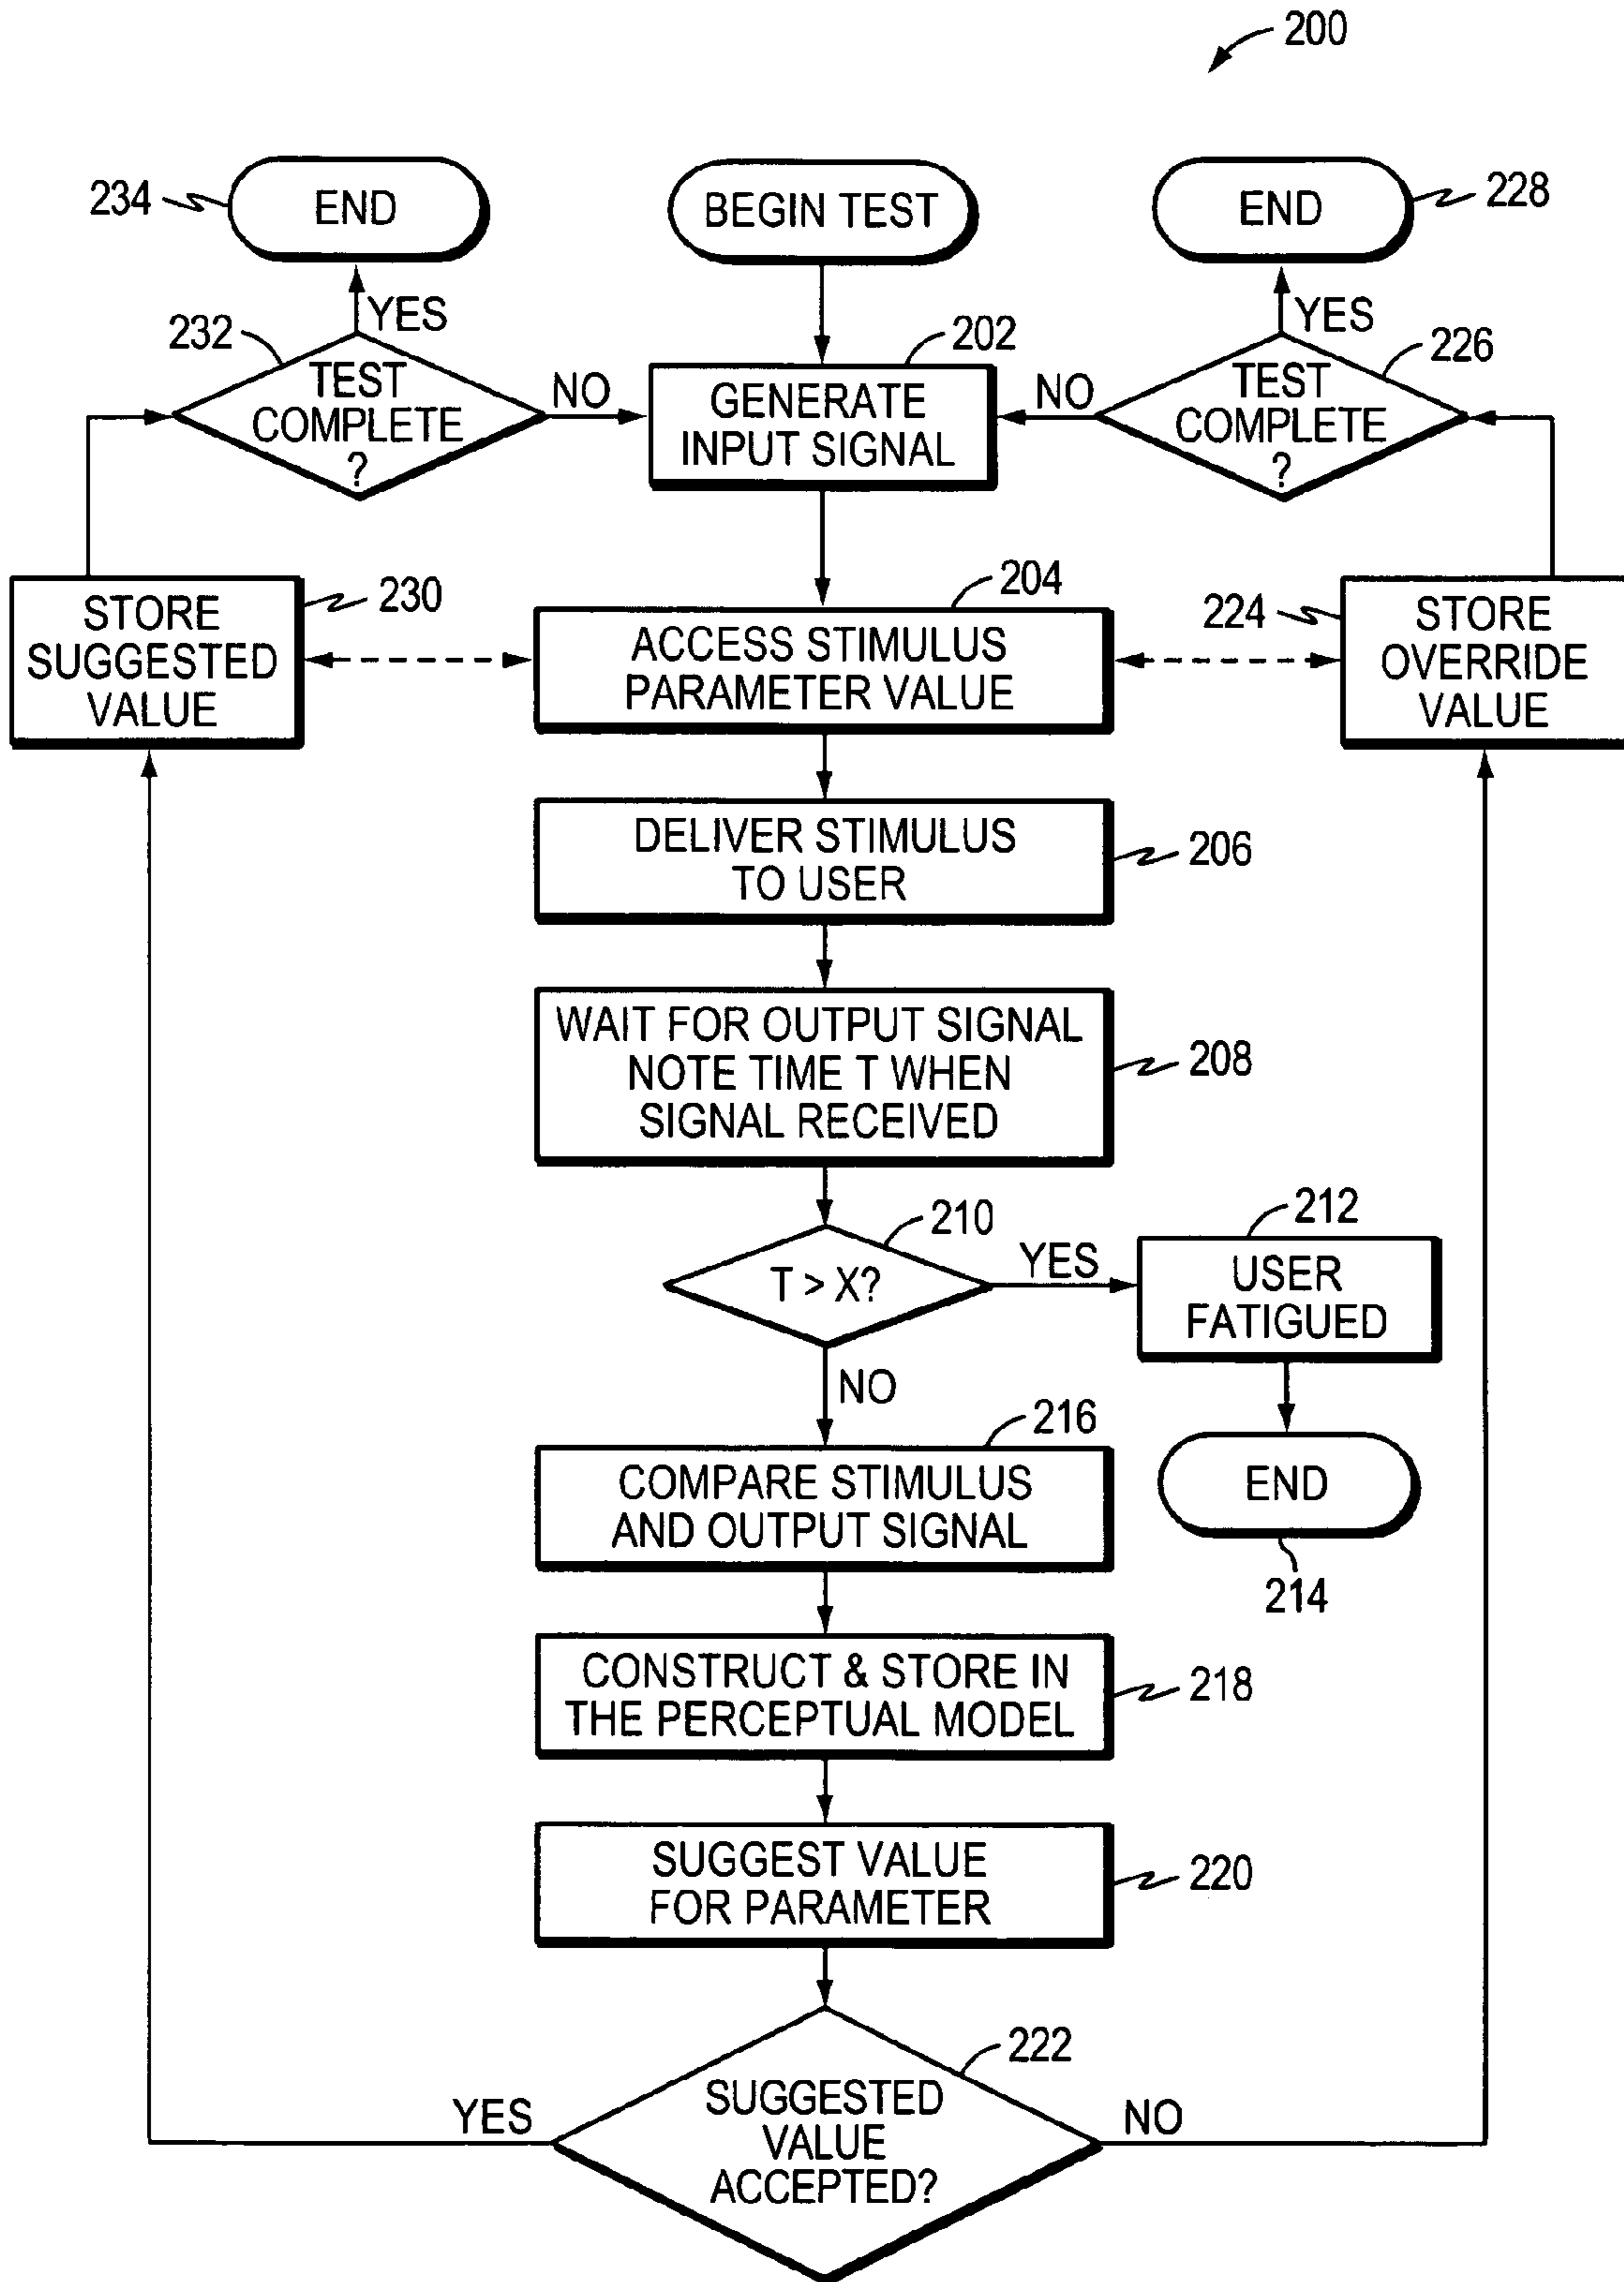 200
234
END
BEGIN TEST
END
228
YES
YES
232
TEST
COMPLETE
?
NO
202
GENERATE
INPUT SIGNAL
NO
226
TEST
COMPLETE
?
STORE
SUGGESTED
VALUE
230
204
ACCESS STIMULUS
PARAMETER VALUE
224
STORE
OVERRIDE
VALUE
DELIVER STIMULUS
TO USER
206
WAIT FOR OUTPUT SIGNAL
NOTE TIME T WHEN
SIGNAL RECEIVED
208
210
T > X?
YES
212
USER
FATIGUED
NO
END
214
216
COMPARE STIMULUS
AND OUTPUT SIGNAL
CONSTRUCT & STORE IN
THE PERCEPTUAL MODEL
218
SUGGEST VALUE
FOR PARAMETER
220
222
SUGGESTED
VALUE
ACCEPTED?
YES
NO